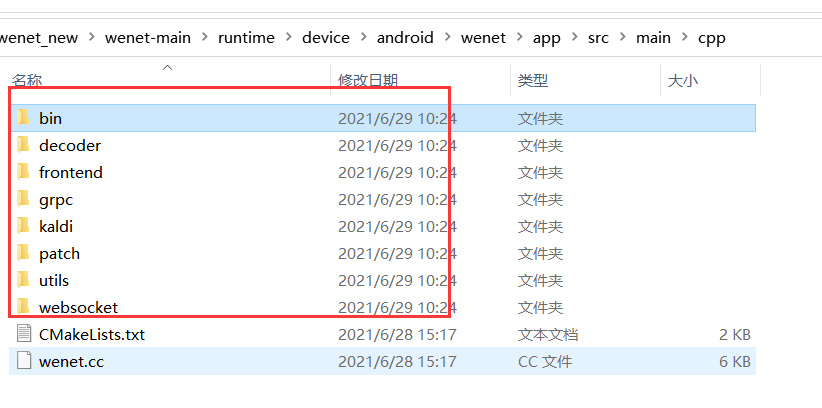 wenet_new > wenet-main > runtime > device > android > wenet > app > src > main > cpp
名称 修改日期 类型 大小
bin 2021/6/29 10:24 文件夹
decoder 2021/6/29 10:24 文件夹
frontend 2021/6/29 10:24 文件夹
grpc 2021/6/29 10:24 文件夹
kaldi 2021/6/29 10:24 文件夹
patch 2021/6/29 10:24 文件夹
utils 2021/6/29 10:24 文件夹
websocket 2021/6/29 10:24 文件夹
CMakeLists.txt 2021/6/28 15:17 文本文档 2 KB
wenet.cc 2021/6/28 15:17 CC 文件 6 KB